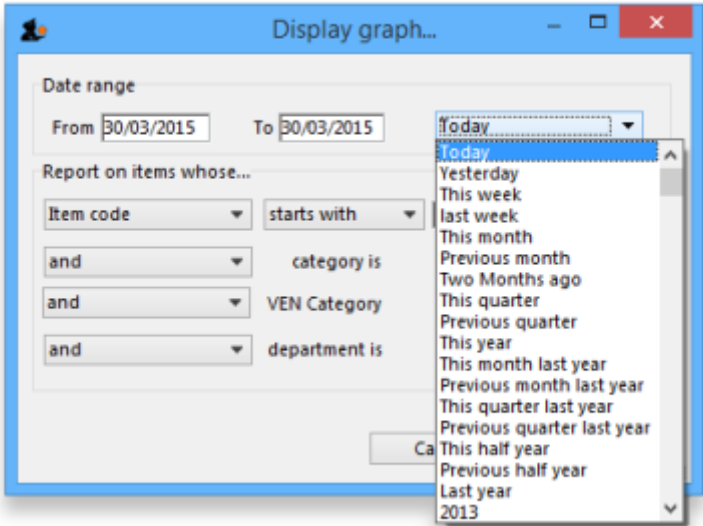 Display graph...
Date range
From 30/03/2015 To 30/03/2015 Today
Report on items whose...
Item code starts with
and category is
and VEN Category
and department is
Ca
Today
Yesterday
This week
last week
This month
Previous month
Two Months ago
This quarter
Previous quarter
This year
This month last year
Previous month last year
This quarter last year
Previous quarter last year
This half year
Previous half year
Last year
2013